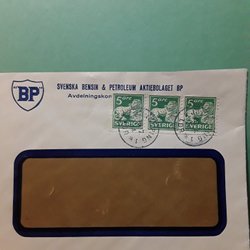 "BP"
SVENSKA BENSIN & PETROLEUM AKTIEBOLAGET BP
Avdelningskon
5 ÖRE 5 ÖRE 5 ÖRE
SVERIGE SVERIGE SVERIGE